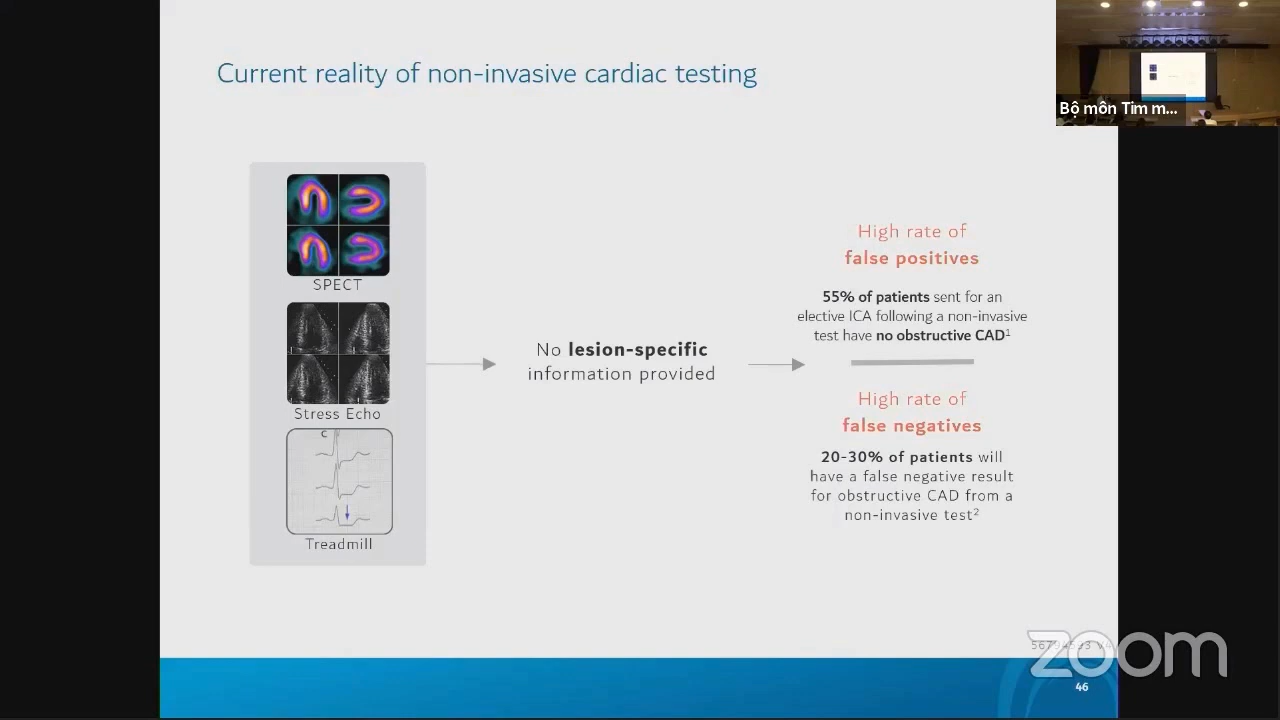 Current reality of non-invasive cardiac testing
Bộ môn Tim m...
SPECT
Stress Echo
C
Treadmill
No lesion-specific
information provided
High rate of
false positives
55% of patients sent for an
elective ICA following a non-invasive
test have no obstructive CAD¹
High rate of
false negatives
20-30% of patients will
have a false negative result
for obstructive CAD from a
non-invasive test²
zoom
46